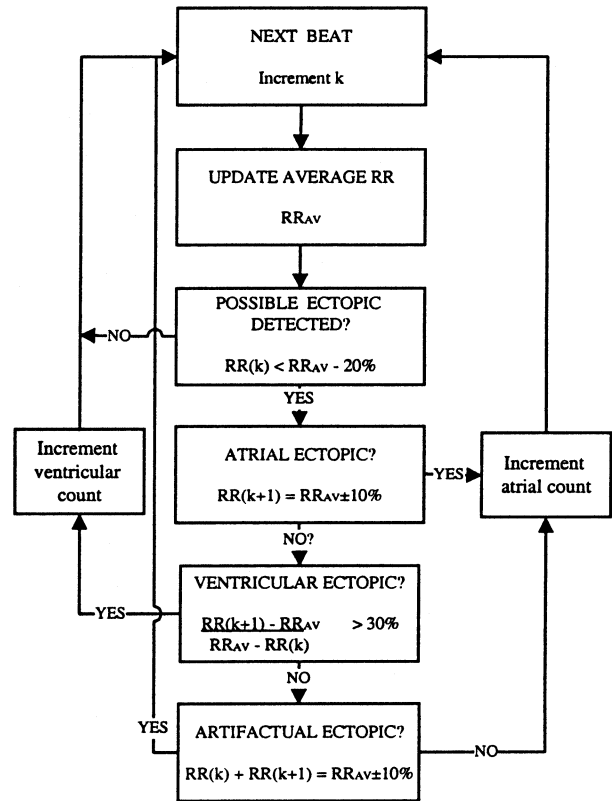 NEXT BEAT
Increment k
UPDATE AVERAGE RR
RRAV
POSSIBLE ECTOPIC
DETECTED?
RR(k) < RRAV - 20%
NO
YES
ATRIAL ECTOPIC?
RR(k+1) = RRAV±10%
YES
Increment
atrial count
Increment
ventricular
count
NO?
VENTRICULAR ECTOPIC?
RR(k+1) - RRAV > 30%
RRAV - RR(k)
YES
NO
ARTIFACTUAL ECTOPIC?
RR(k) + RR(k+1) = RRAV±10%
YES
NO